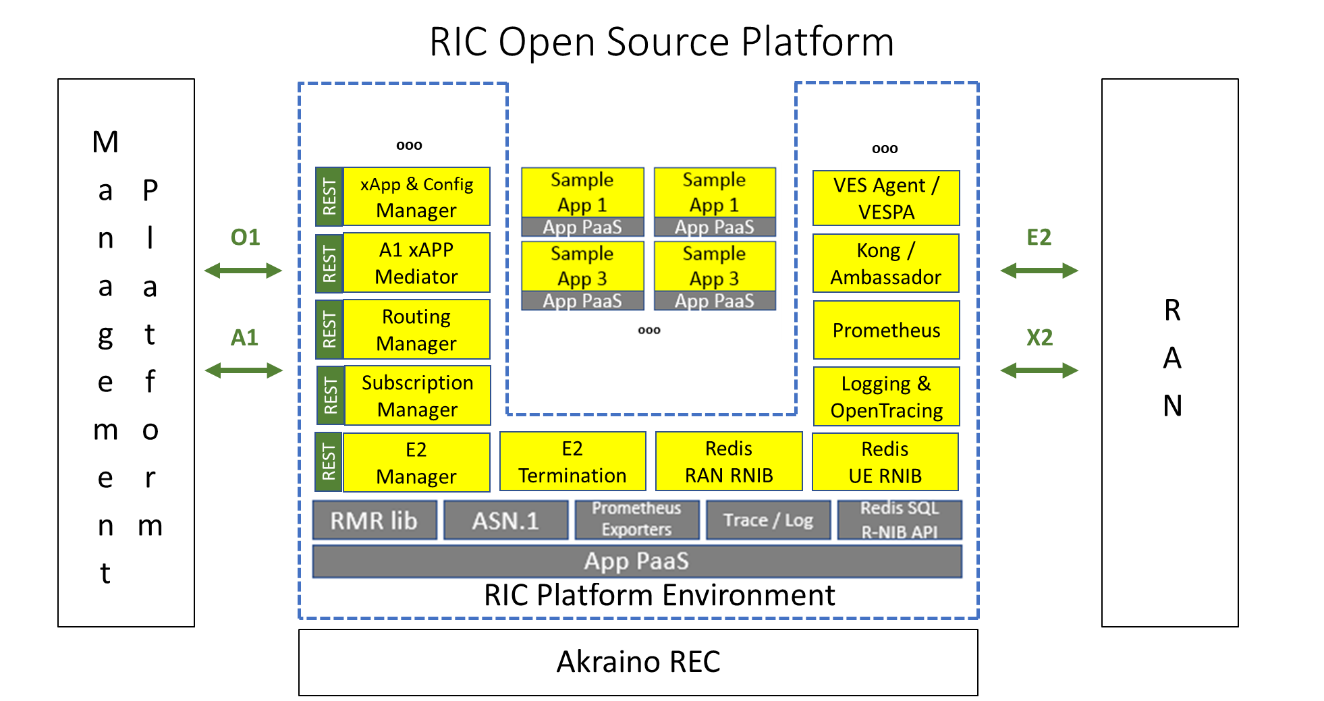 RIC Open Source Platform
Management
Platform
O1
A1
ooo
REST
xApp & Config
Manager
REST
A1 xAPP
Mediator
REST
Routing
Manager
REST
Subscription
Manager
REST
E2
Manager
Sample
App 1
App PaaS
Sample
App 1
App PaaS
Sample
App 3
App PaaS
Sample
App 3
App PaaS
ooo
ooo
VES Agent /
VESPA
Kong /
Ambassador
Prometheus
Logging &
OpenTracing
E2
Termination
Redis
RAN RNIB
Redis
UE RNIB
RMR lib
ASN.1
Prometheus
Exporters
Trace / Log
Redis SQL
R-NIB API
App PaaS
RIC Platform Environment
Akraino REC
E2
X2
RAN